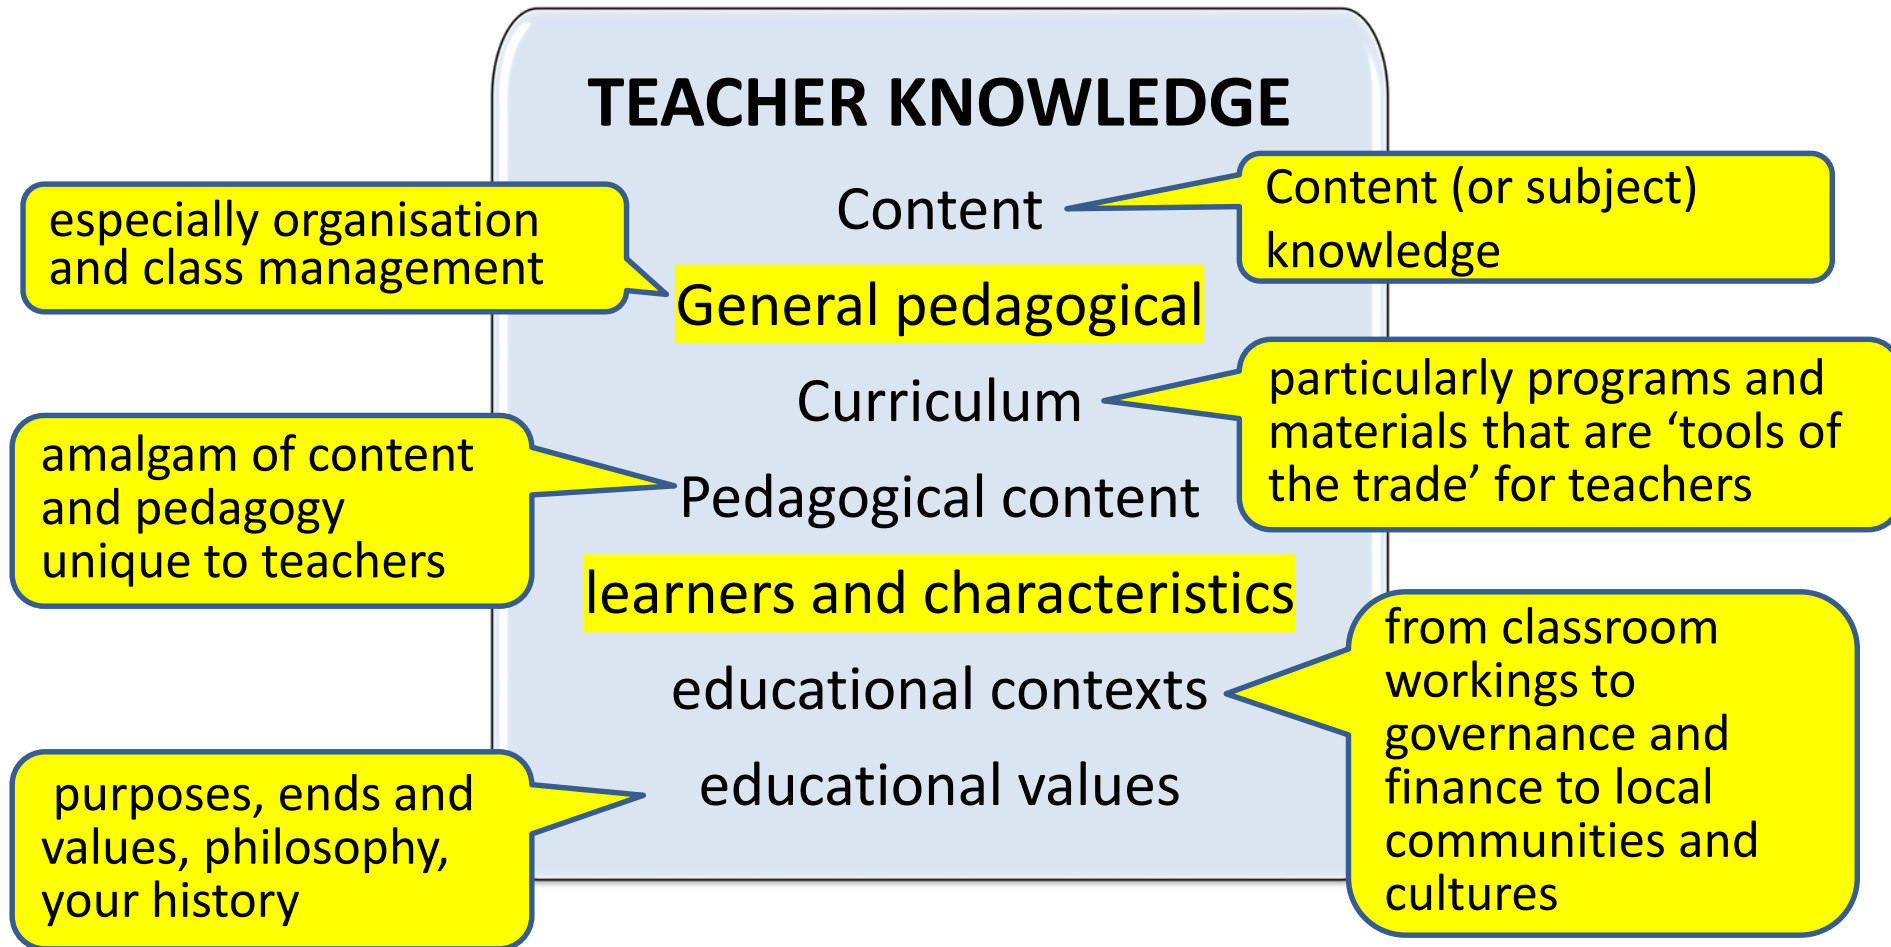 TEACHER KNOWLEDGE
Content
Content (or subject)
knowledge
especially organisation
and class management
General pedagogical
Curriculum
particularly programs and
materials that are ‘tools of
the trade’ for teachers
amalgam of content
and pedagogy
unique to teachers
Pedagogical content
learners and characteristics
educational contexts
from classroom
workings to
governance and
finance to local
communities and
cultures
educational values
purposes, ends and
values, philosophy,
your history